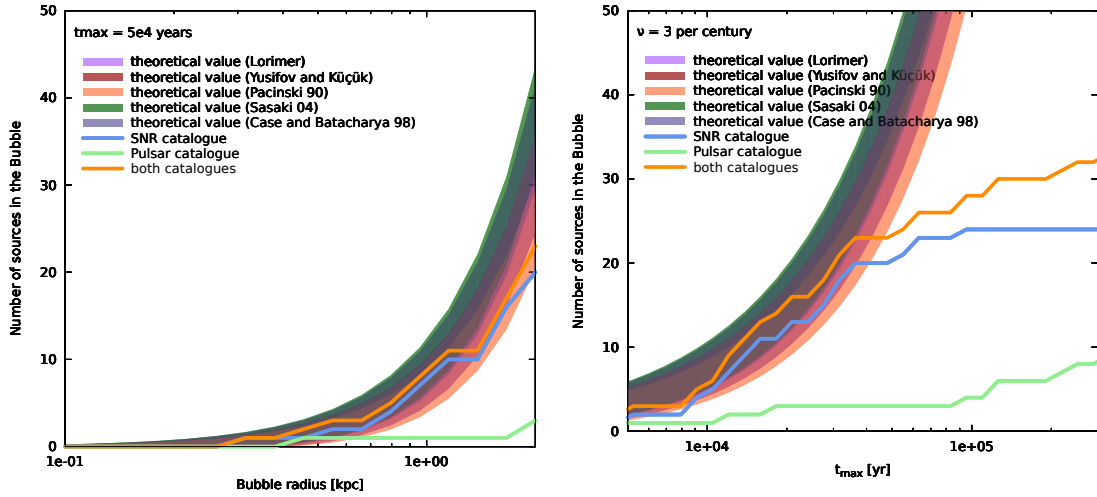 tmax = 5e4 years
theoretical value (Lorimer)
theoretical value (Yusifov and Küçük)
theoretical value (Pacinski 90)
theoretical value (Sasaki 04)
theoretical value (Case and Batacharya 98)
SNR catalogue
Pulsar catalogue
both catalogues
Number of sources in the Bubble
50
40
30
20
10
0
1e-01
1e+00
Bubble radius [kpc]
ν = 3 per century
theoretical value (Lorimer)
theoretical value (Yusifov and Küçük)
theoretical value (Pacinski 90)
theoretical value (Sasaki 04)
theoretical value (Case and Batacharya 98)
SNR catalogue
Pulsar catalogue
both catalogues
Number of sources in the Bubble
50
40
30
20
10
0
1e+04
1e+05
tmax [yr]